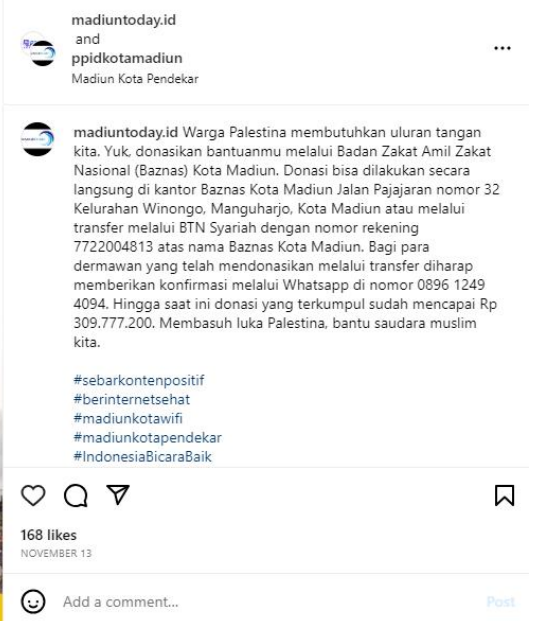 madiuntoday.id
and
ppidkotamadiun
Madiun Kota Pendekar
madiuntoday.id Warga Palestina membutuhkan uluran tangan
kita. Yuk, donasikan bantuanmu melalui Badan Zakat Amil Zakat
Nasional (Baznas) Kota Madiun. Donasi bisa dilakukan secara
langsung di kantor Baznas Kota Madiun Jalan Pajajaran nomor 32
Kelurahan Winongo, Manguharjo, Kota Madiun atau melalui
transfer melalui BTN Syariah dengan nomor rekening
7722004813 atas nama Baznas Kota Madiun. Bagi para
dermawan yang telah mendonasikan melalui transfer diharap
memberikan konfirmasi melalui Whatsapp di nomor 0896 1249
4094. Hingga saat ini donasi yang terkumpul sudah mencapai Rp
309.777.200. Membasuh luka Palestina, bantu saudara muslim
kita.
#sebarkontenpositif
#berinternetsehat
#madiunkotawifi
#madiunkotapendekar
#IndonesiaBicaraBaik
168 likes
NOVEMBER 13
Add a comment...
Post